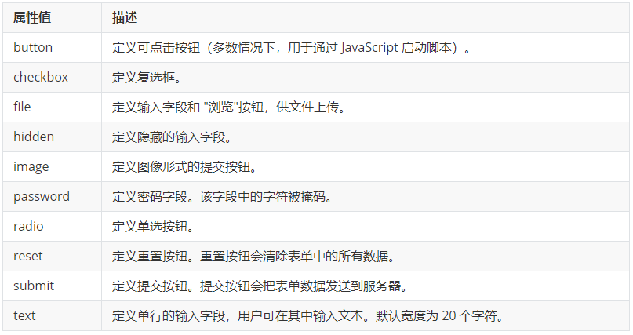 属性值 描述
button 定义可点击按钮（多数情况下，用于通过 JavaScript 启动脚本）。
checkbox 定义复选框。
file 定义输入字段和 "浏览"按钮，供文件上传。
hidden 定义隐藏的输入字段。
image 定义图像形式的提交按钮。
password 定义密码字段。该字段中的字符被掩码。
radio 定义单选按钮。
reset 定义重置按钮。重置按钮会清除表单中的所有数据。
submit 定义提交按钮。提交按钮会把表单数据发送到服务器。
text 定义单行的输入字段，用户可在其中输入文本。默认宽度为 20 个字符。